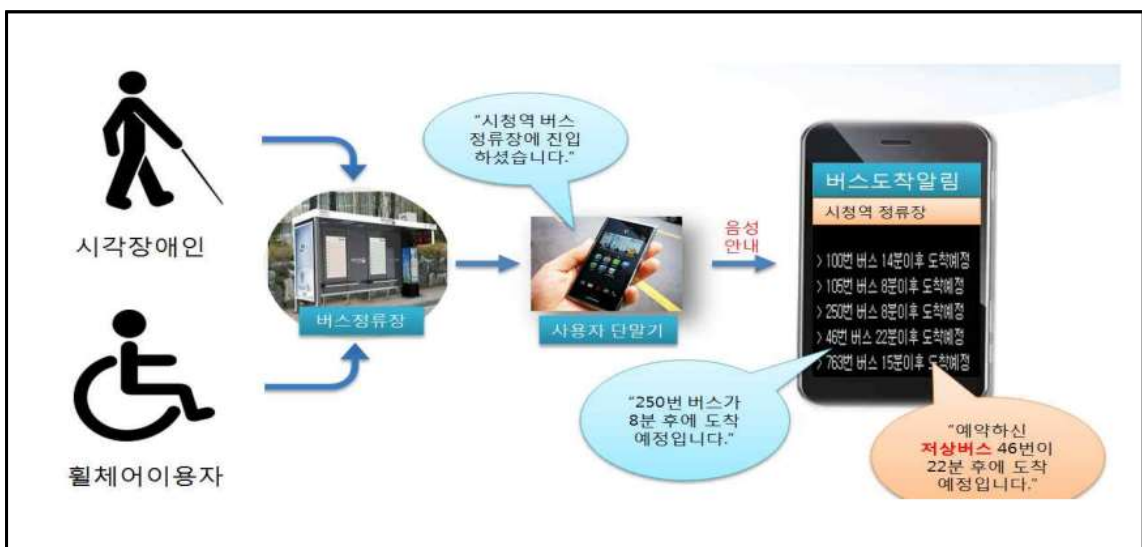 시각장애인
휠체어이용자
버스정류장
"시청역 버스
정류장에 진입
하셨습니다."
사용자 단말기
음성
안내
버스도착알림
시청역 정류장
> 100번 버스 14분이후 도착예정
> 105번 버스 8분이후 도착예정
> 250번 버스 8분이후 도착예정
> 46번 버스 22분이후 도착예정
> 763번 버스 15분이후 도착예정
"250번 버스가
8분 후에 도착
예정입니다."
"예약하신
저상버스 46번이
22분 후에 도착
예정입니다."